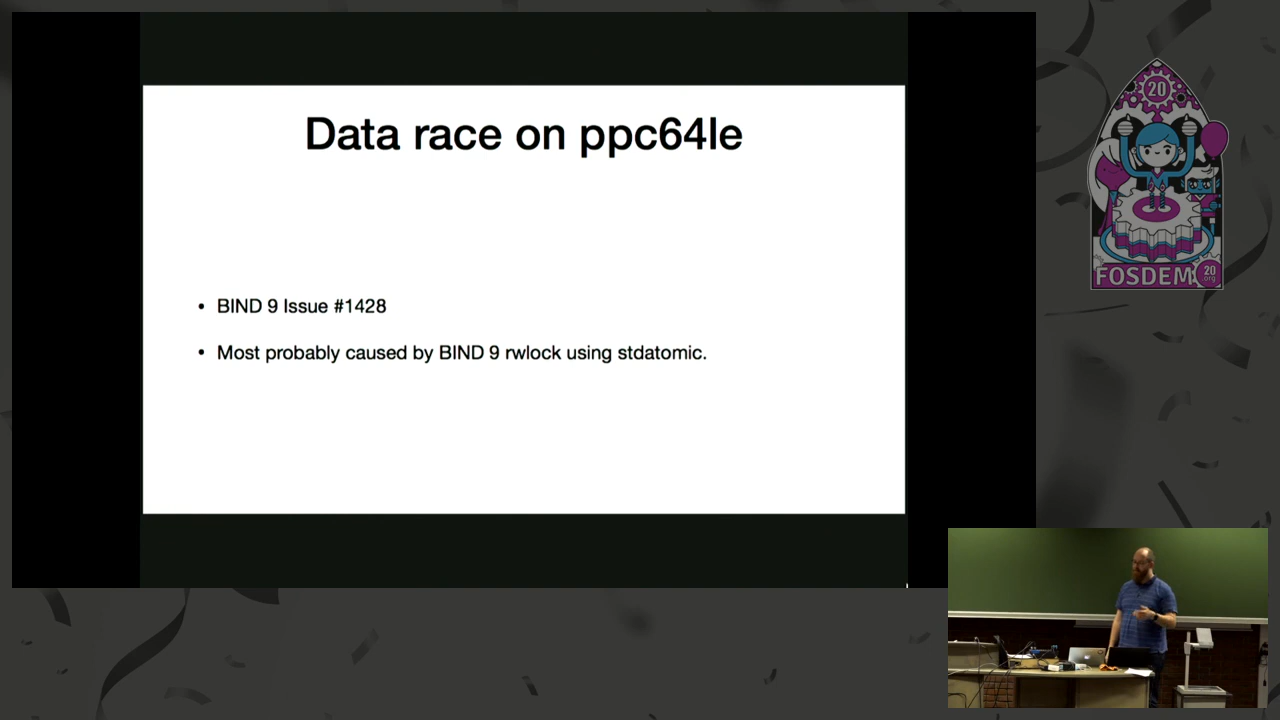 Data race on ppc64le
• BIND 9 Issue #1428
• Most probably caused by BIND 9 rwlock using stdatomic.
20
FOSDEM
20
.org